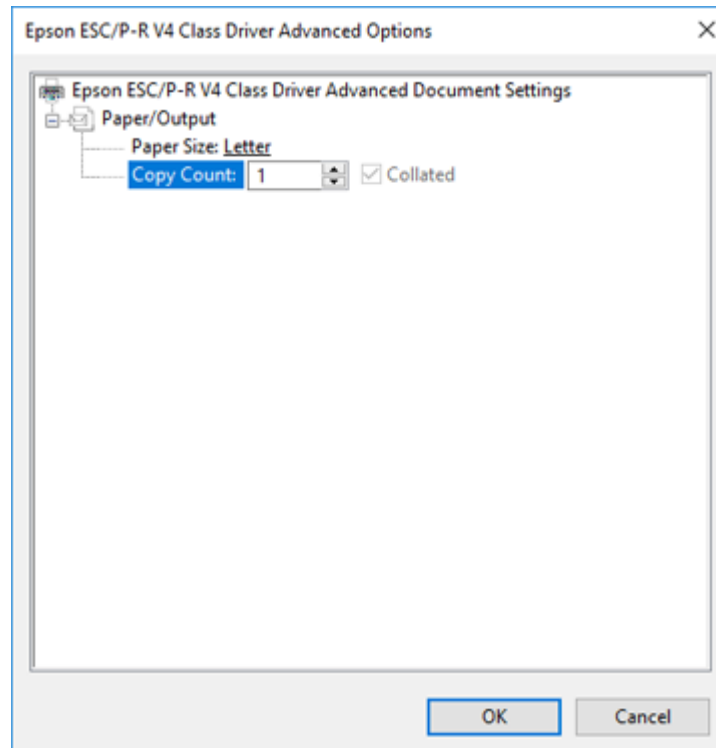 Epson ESC/P-R V4 Class Driver Advanced Options
Epson ESC/P-R V4 Class Driver Advanced Document Settings
Paper/Output
Paper Size: Letter
Copy Count: 1 Collated
OK Cancel